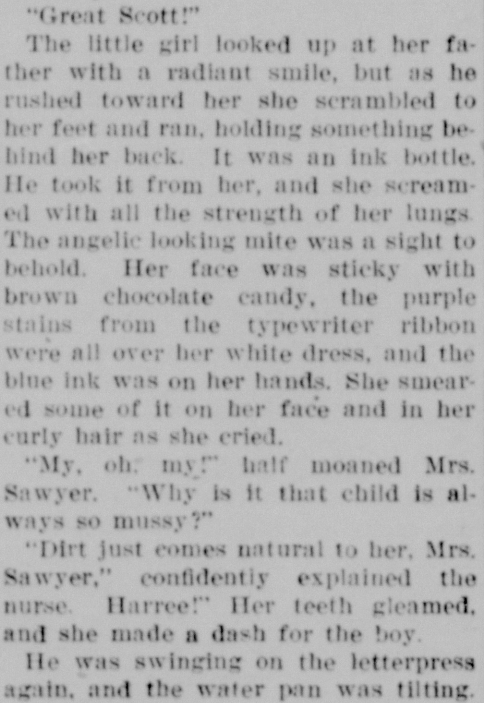 "Great Scott!"
The little girl looked up at her fa-
ther with a radiant smile, but as he
rushed toward her she scrambled to
her feet and ran, holding something be-
hind her back. It was an ink bottle.
He took it from her, and she scream-
ed with all the strength of her lungs.
The angelic looking mite was a sight to
behold. Her face was sticky with
brown chocolate candy, the purple
stains from the typewriter ribbon
were all over her white dress, and the
blue ink was on her hands. She smear-
ed some of it on her face and in her
curly hair as she cried.
"My, oh, my!" half moaned Mrs.
Sawyer. "Why is it that child is al-
ways so mussy?"
"Dirt just comes natural to her, Mrs.
Sawyer," confidently explained the
nurse. Harree!" Her teeth gleamed,
and she made a dash for the boy.
He was swinging on the letterpress
again, and the water pan was tilting.